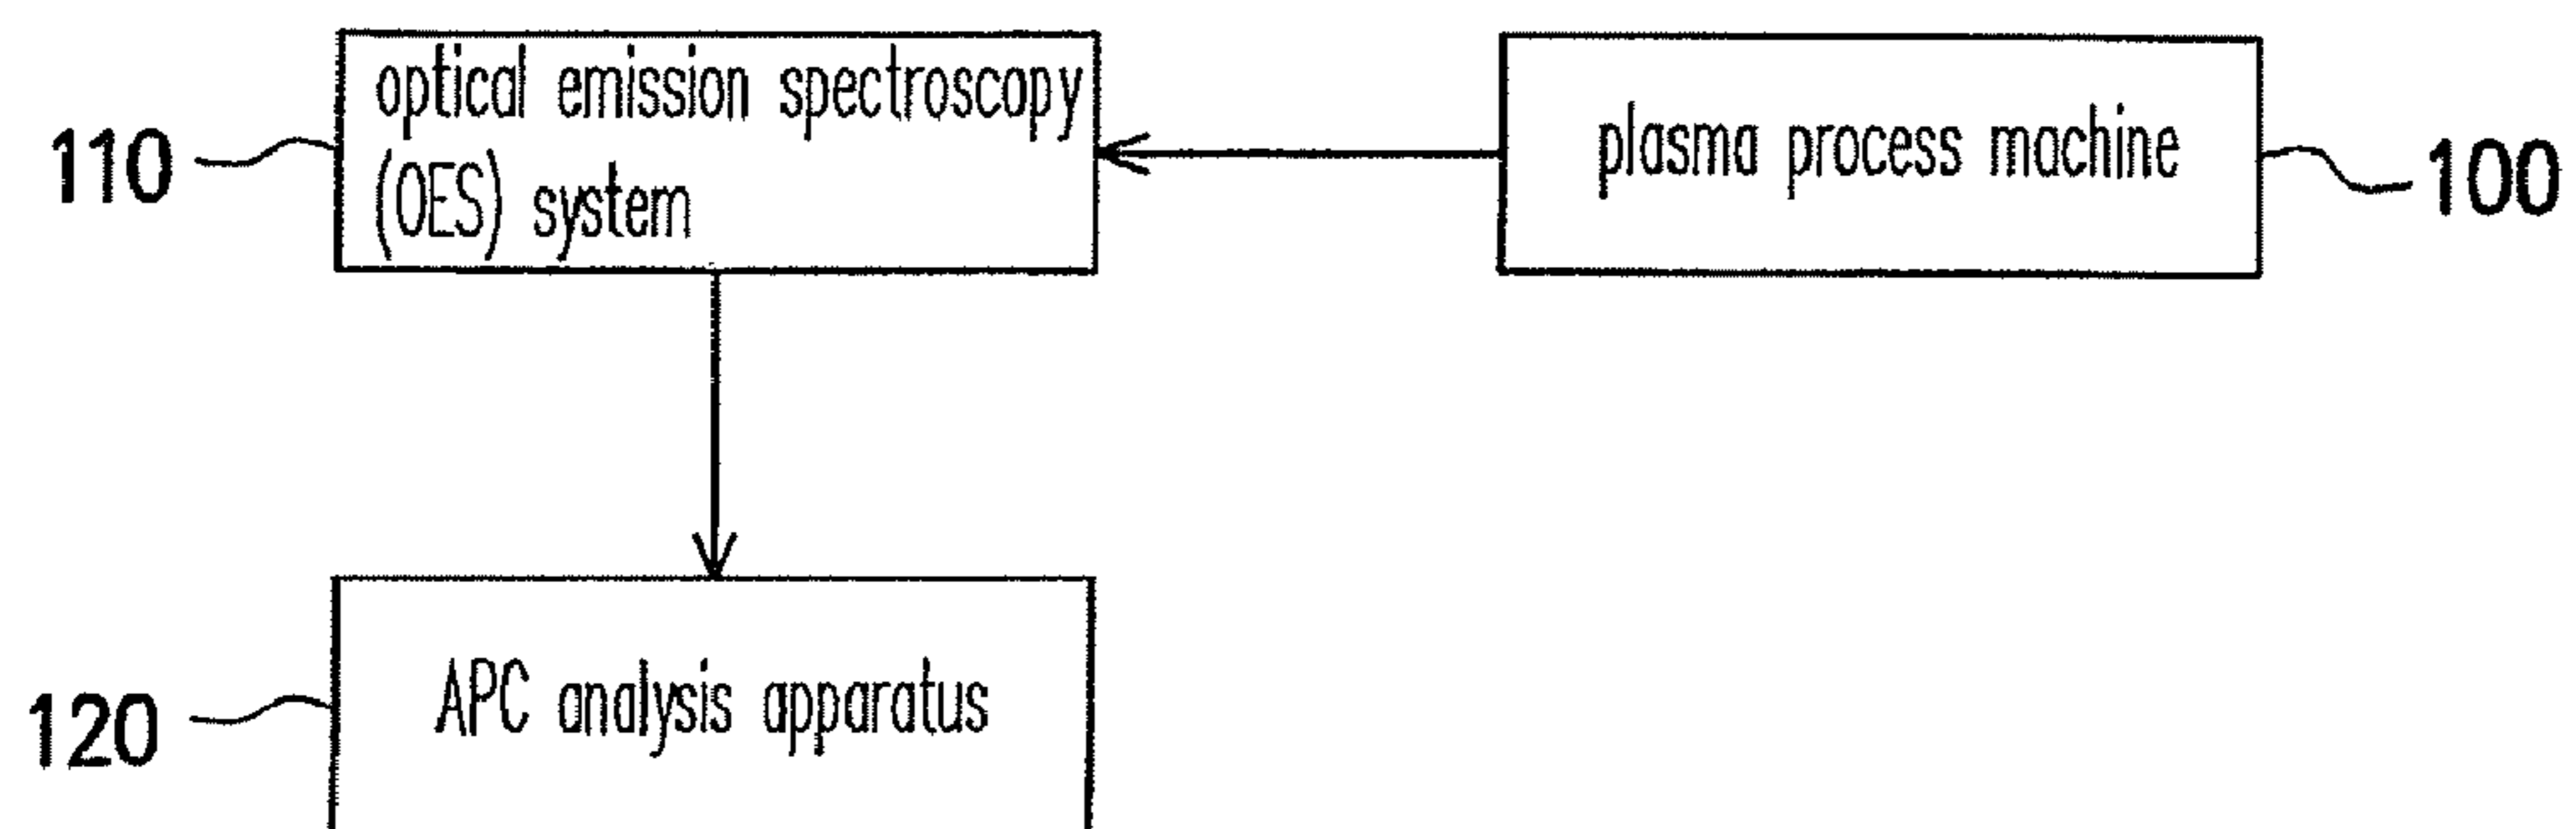 110
optical emission spectroscopy
(OES) system
plasma process machine
100
120
APC analysis apparatus